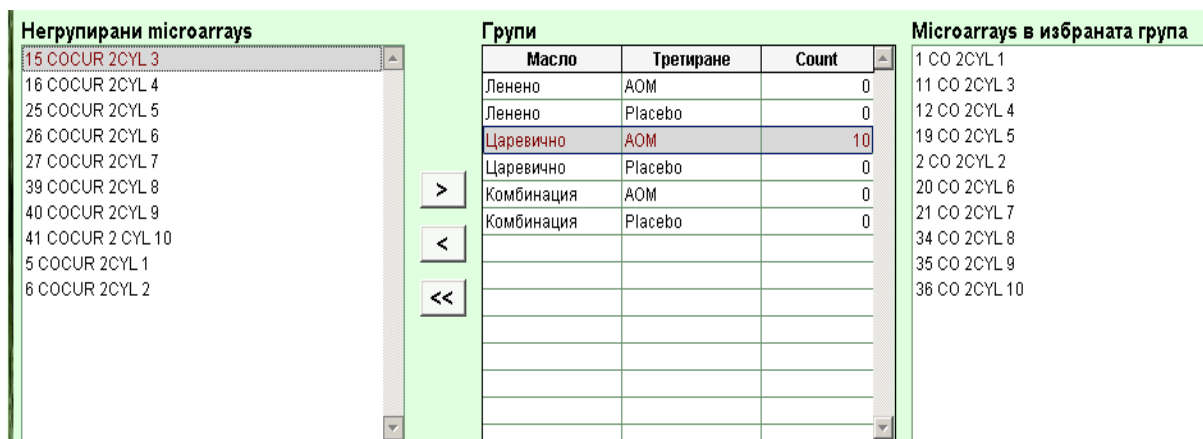 Негрупирани microarrays
15 COCUR 2CYL 3
16 COCUR 2CYL 4
25 COCUR 2CYL 5
26 COCUR 2CYL 6
27 COCUR 2CYL 7
39 COCUR 2CYL 8
40 COCUR 2CYL 9
41 COCUR 2 CYL 10
5 COCUR 2CYL 1
6 COCUR 2CYL 2
>
<
<<
Групи
Масло Третиране Count
Ленено AOM 0
Ленено Placebo 0
Царевично AOM 10
Царевично Placebo 0
Комбинация AOM 0
Комбинация Placebo 0
Microarrays в избраната група
1 CO 2CYL 1
11 CO 2CYL 3
12 CO 2CYL 4
19 CO 2CYL 5
2 CO 2CYL 2
20 CO 2CYL 6
21 CO 2CYL 7
34 CO 2CYL 8
35 CO 2CYL 9
36 CO 2CYL 10